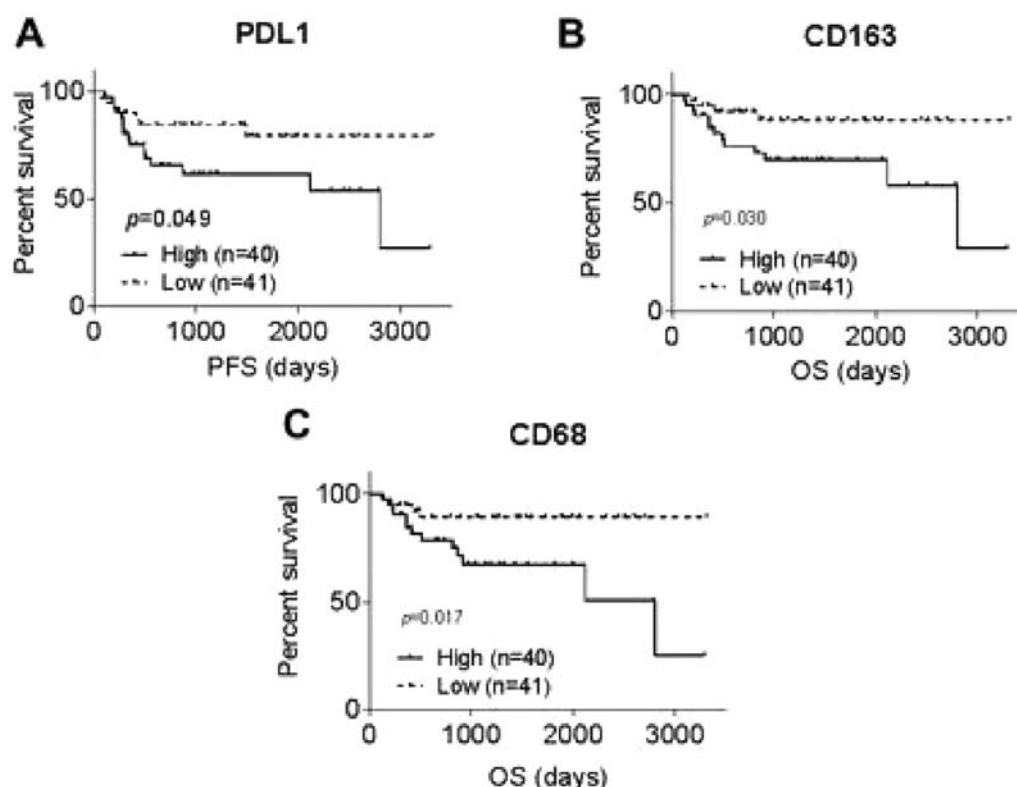 A
PDL1
Percent survival
100
50
0
p=0.049
High (n=40)
Low (n=41)
0 1000 2000 3000
PFS (days)
B
CD163
Percent survival
100
50
0
p=0.030
High (n=40)
Low (n=41)
0 1000 2000 3000
OS (days)
C
CD68
Percent survival
100
50
0
p=0.017
High (n=40)
Low (n=41)
0 1000 2000 3000
OS (days)